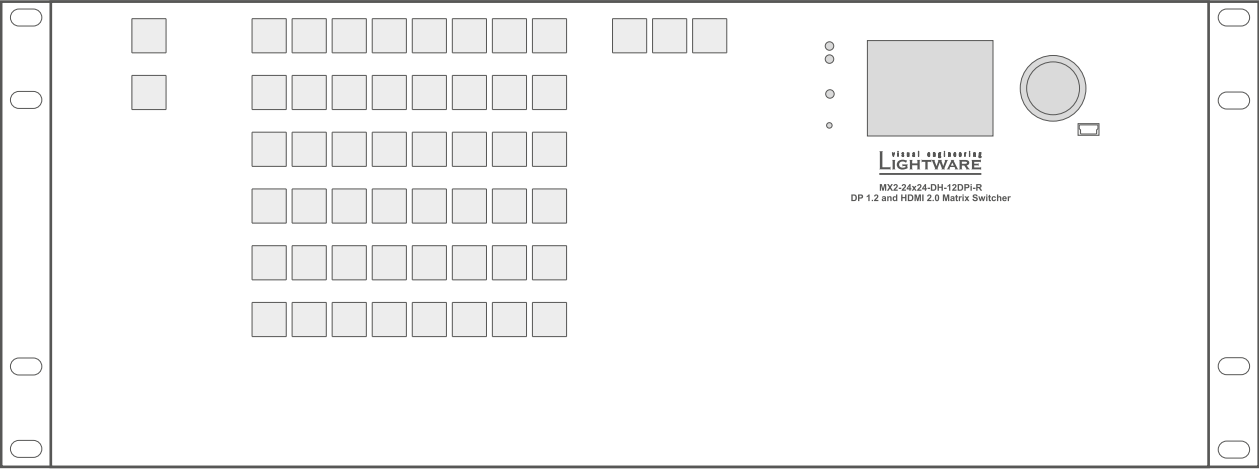 visual engineering
LIGHTWARE
MX2-24x24-DH-12DPi-R
DP 1.2 and HDMI 2.0 Matrix Switcher